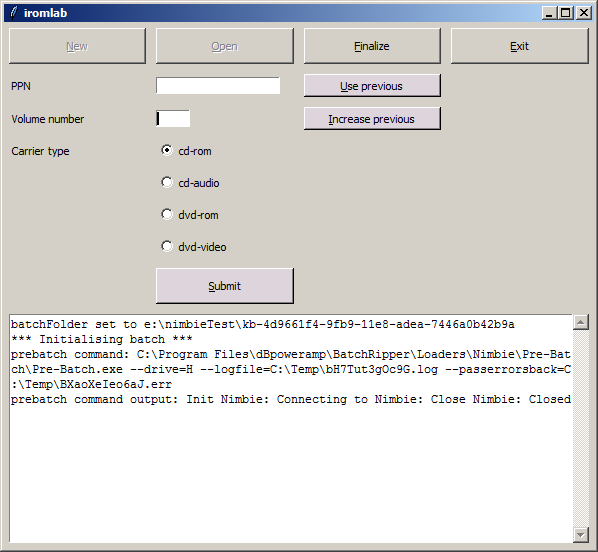 iromlab
New Open Finalize Exit
PPN Use previous
Volume number Increase previous
Carrier type cd-rom
cd-audio
dvd-rom
dvd-video
Submit
batchFolder set to e:\nimbieTest\kb-4d9661f4-9fb9-11e8-adea-7446a0b42b9a
*** Initialising batch ***
prebatch command: C:\Program Files\dBpoweramp\BatchRipper\Loaders\Nimbie\Pre-Bat
ch\Pre-Batch.exe --drive=H --logfile=C:\Temp\bH7Tut3gOc9G.log --passerrorsback=C
:\Temp\BXaoXeIeo6aJ.err
prebatch command output: Init Nimbie: Connecting to Nimbie: Close Nimbie: Closed